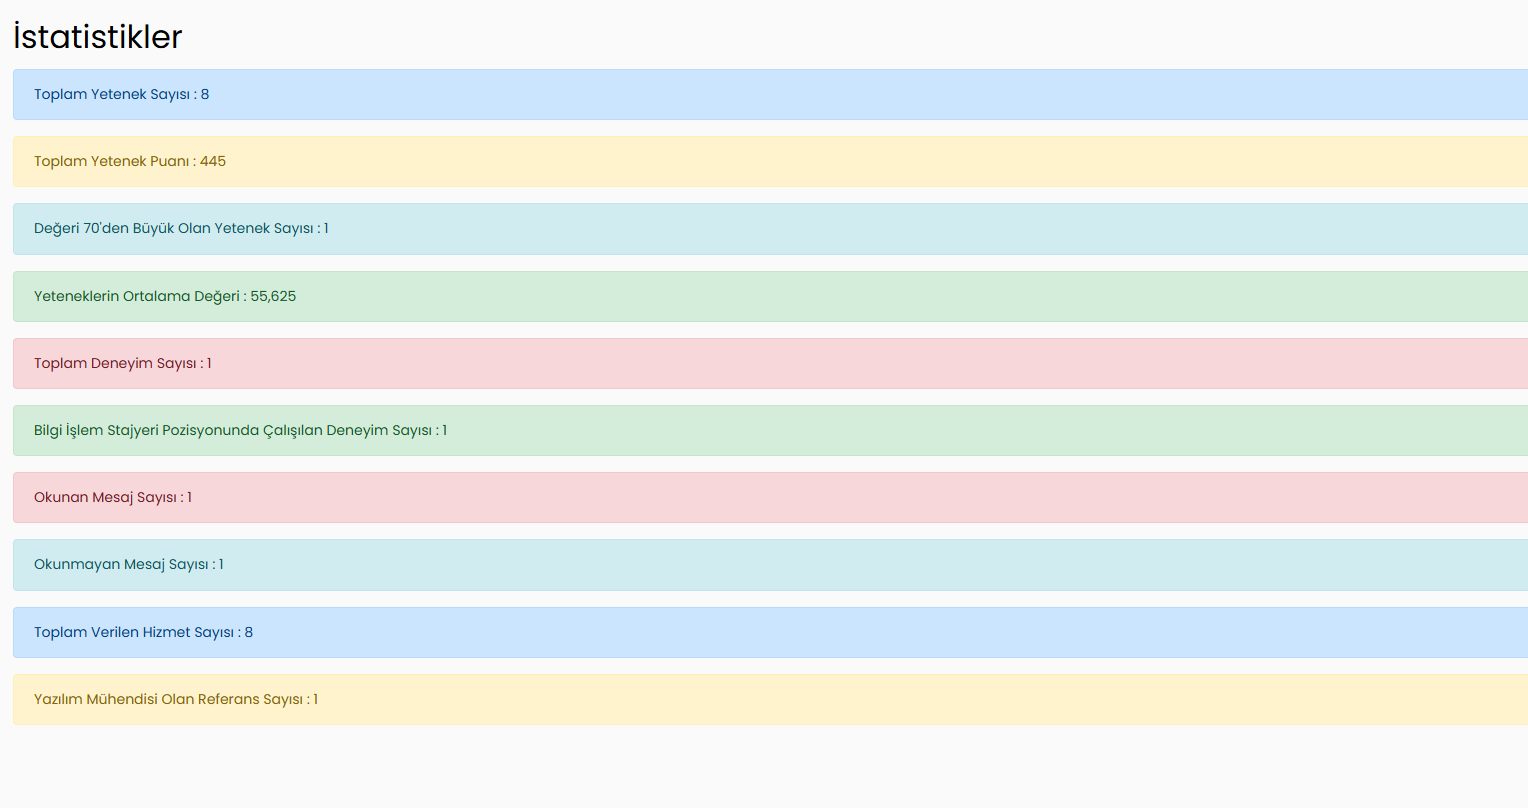 İstatistikler
Toplam Yetenek Sayısı : 8
Toplam Yetenek Puanı : 445
Değeri 70'den Büyük Olan Yetenek Sayısı : 1
Yeteneklerin Ortalama Değeri : 55,625
Toplam Deneyim Sayısı : 1
Bilgi İşlem Stajyeri Pozisyonunda Çalışılan Deneyim Sayısı : 1
Okunan Mesaj Sayısı : 1
Okunmayan Mesaj Sayısı : 1
Toplam Verilen Hizmet Sayısı : 8
Yazılım Mühendisi Olan Referans Sayısı : 1